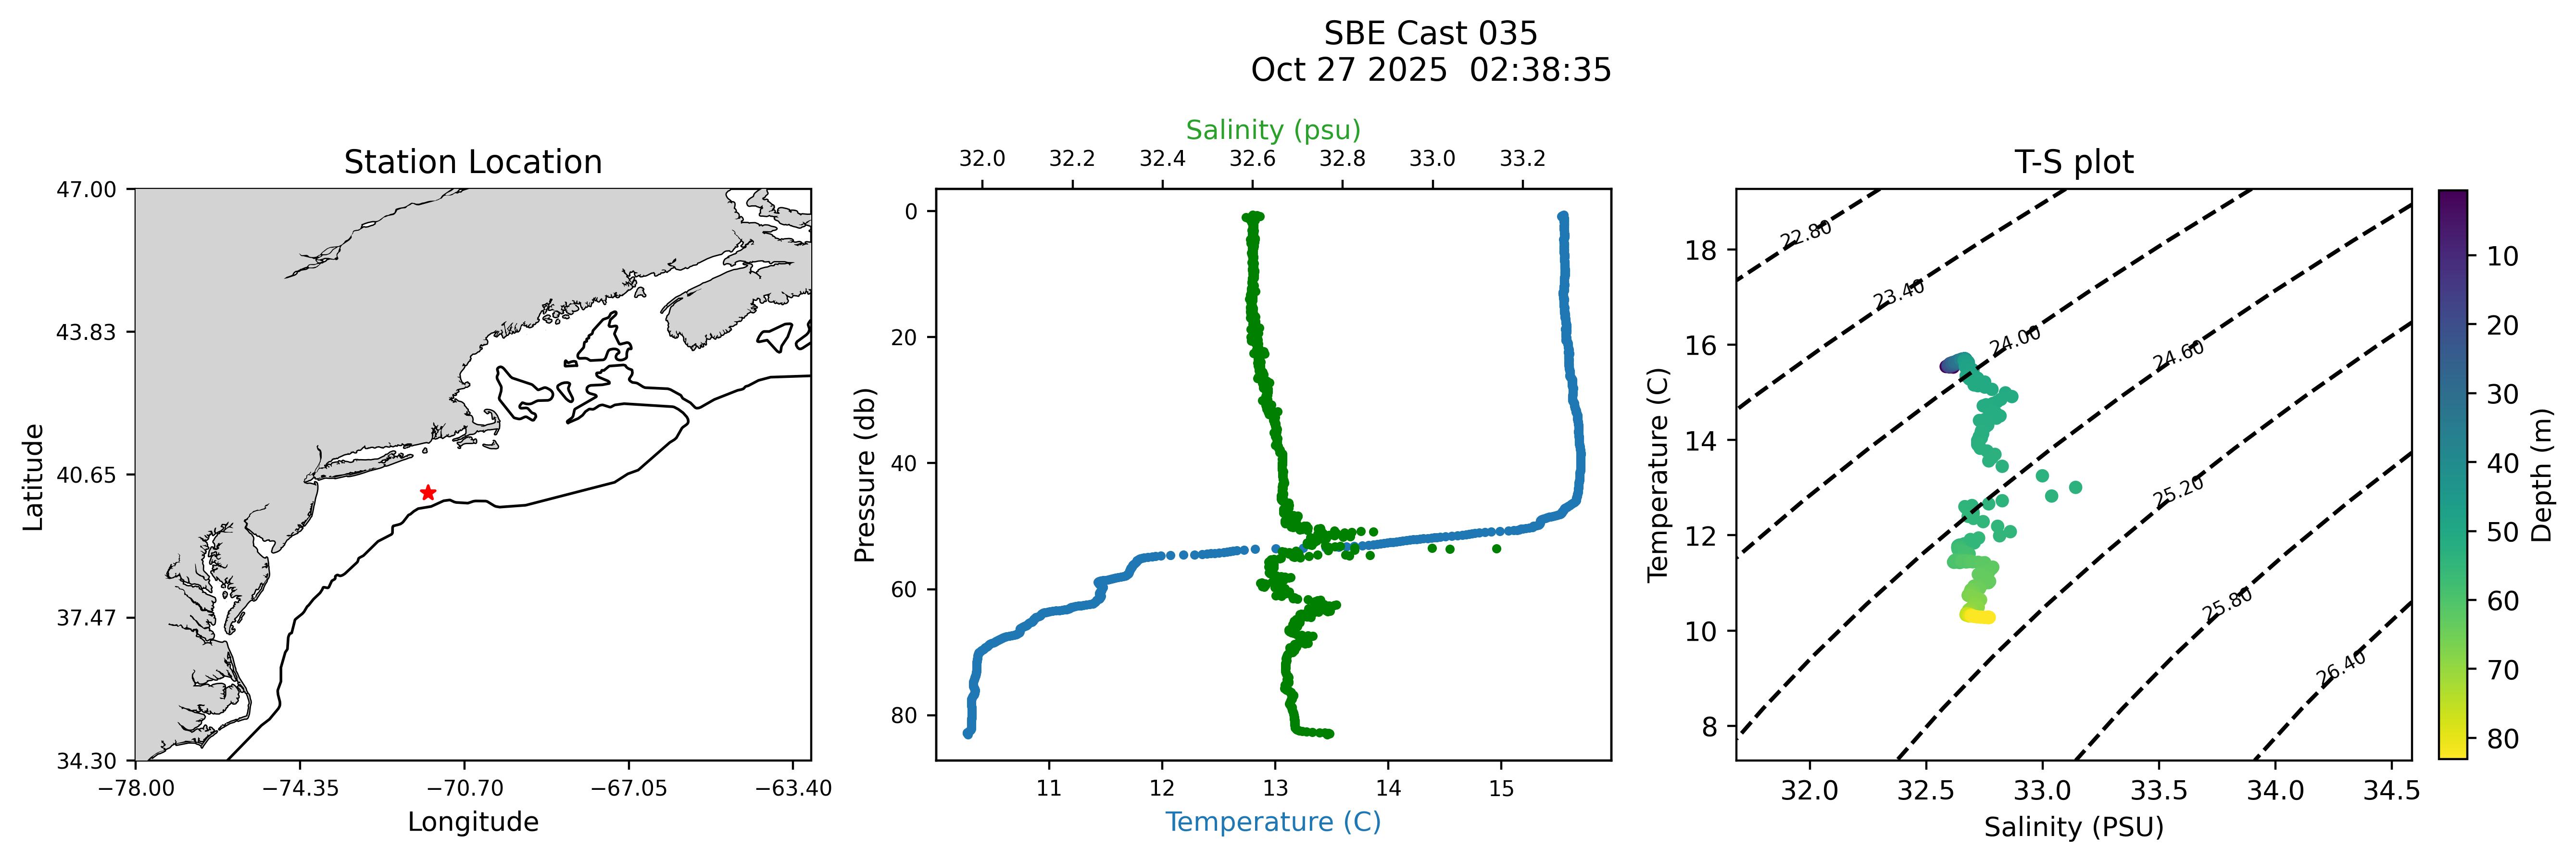 SBE Cast 035
Oct 27 2025  02:38:35
Station Location
47.00
43.83
40.65
37.47
34.30
Latitude
−78.00 −74.35 −70.70 −67.05 −63.40
Longitude
Salinity (psu)
32.0 32.2 32.4 32.6 32.8 33.0 33.2
0
20
40
60
80
Pressure (db)
11 12 13 14 15
Temperature (C)
T-S plot
18
16
14
12
10
8
Temperature (C)
22.80
23.40
24.00
24.60
25.20
25.80
26.40
32.0 32.5 33.0 33.5 34.0 34.5
Salinity (PSU)
10
20
30
40
50
60
70
80
Depth (m)